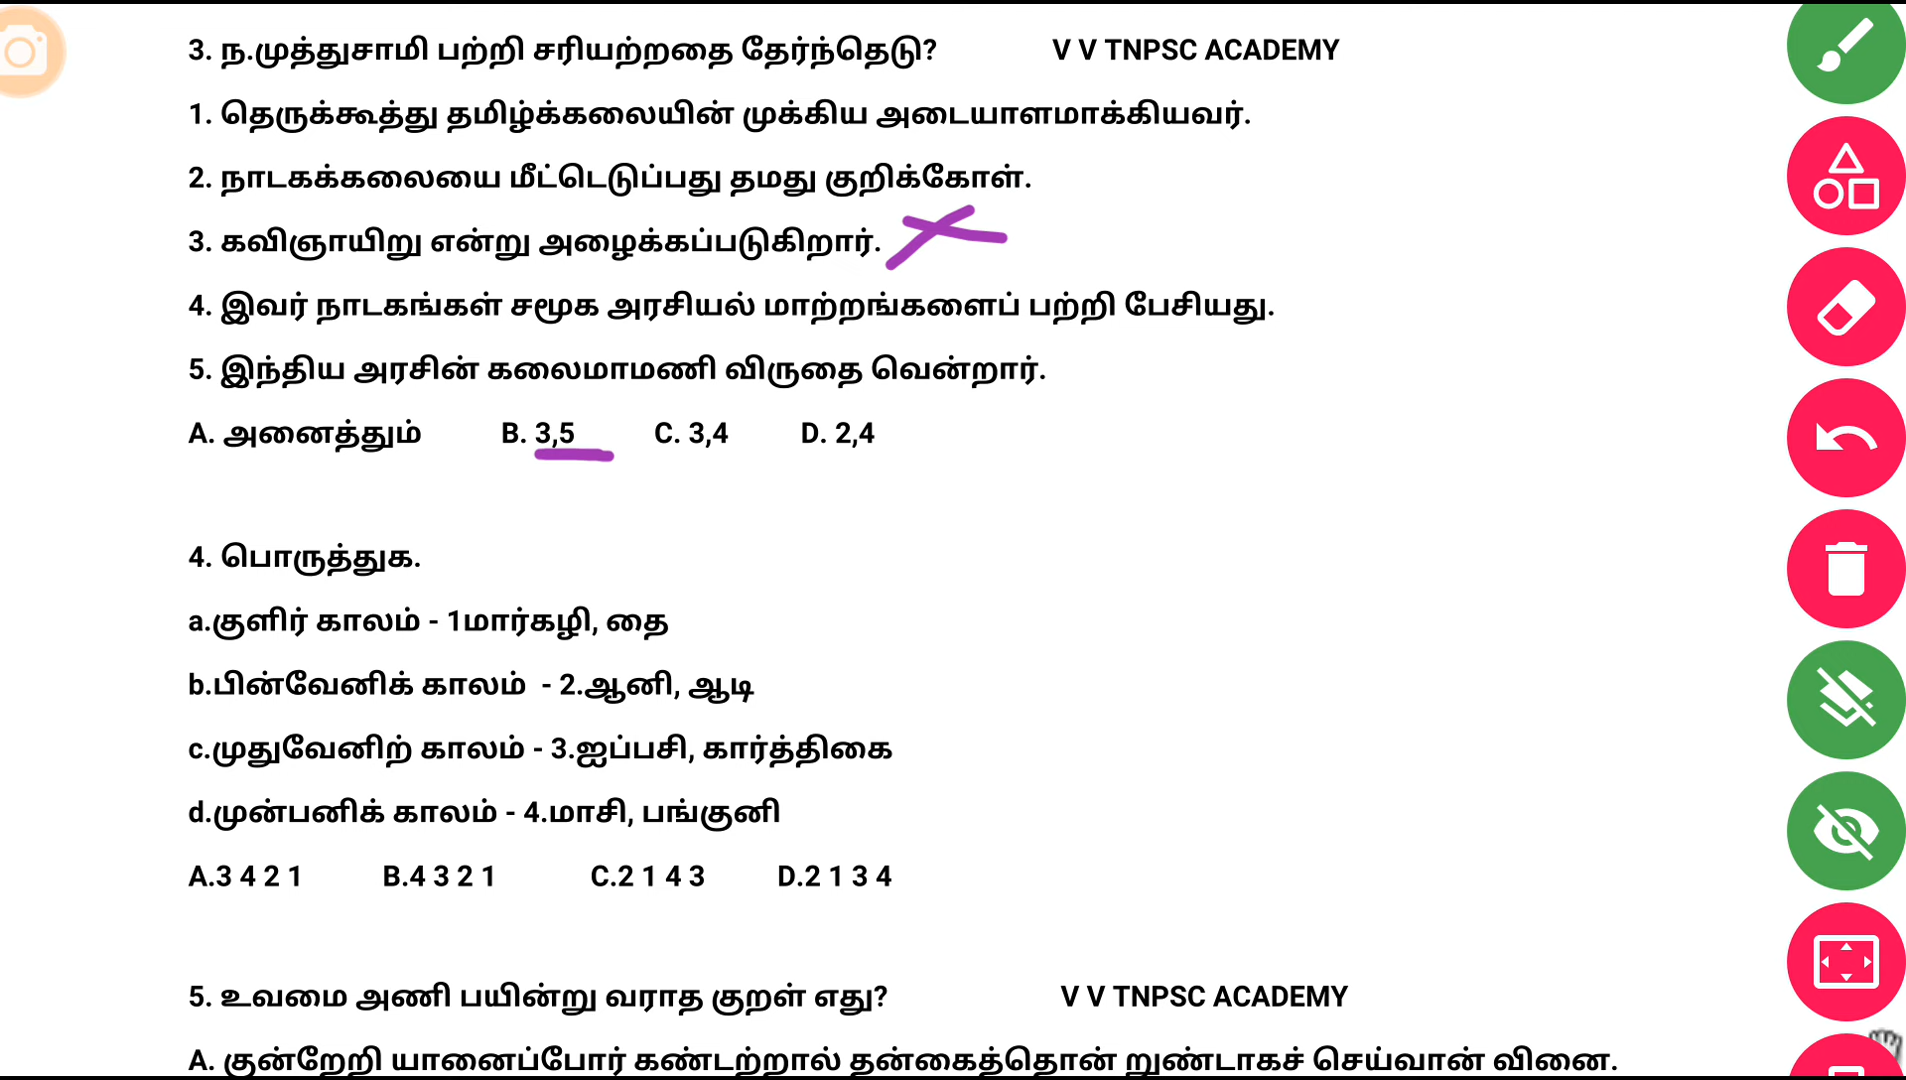 3. ந.முத்துசாமி பற்றி சரியற்றதை தேர்ந்தெடு? V V TNPSC ACADEMY
1. தெருக்கூத்து தமிழ்க்கலையின் முக்கிய அடையாளமாக்கியவர்.
2. நாடகக்கலையை மீட்டெடுப்பது தமது குறிக்கோள்.
3. கவிஞாயிறு என்று அழைக்கப்படுகிறார்.
4. இவர் நாடகங்கள் சமூக அரசியல் மாற்றங்களைப் பற்றி பேசியது.
5. இந்திய அரசின் கலைமாமணி விருதை வென்றார்.
A. அனைத்தும் B. 3,5 C. 3,4 D. 2,4
4. பொருத்துக.
a.குளிர் காலம் - 1மார்கழி, தை
b.பின்வேனிக் காலம் - 2.ஆனி, ஆடி
c.முதுவேனிற் காலம் - 3.ஐப்பசி, கார்த்திகை
d.முன்பனிக் காலம் - 4.மாசி, பங்குனி
A.3 4 2 1 B.4 3 2 1 C.2 1 4 3 D.2 1 3 4
5. உவமை அணி பயின்று வராத குறள் எது? V V TNPSC ACADEMY
A. குன்றேறி யானைப்போர் கண்டற்றால் தன்கைத்தொன் றுண்டாகச் செய்வான் வினை.